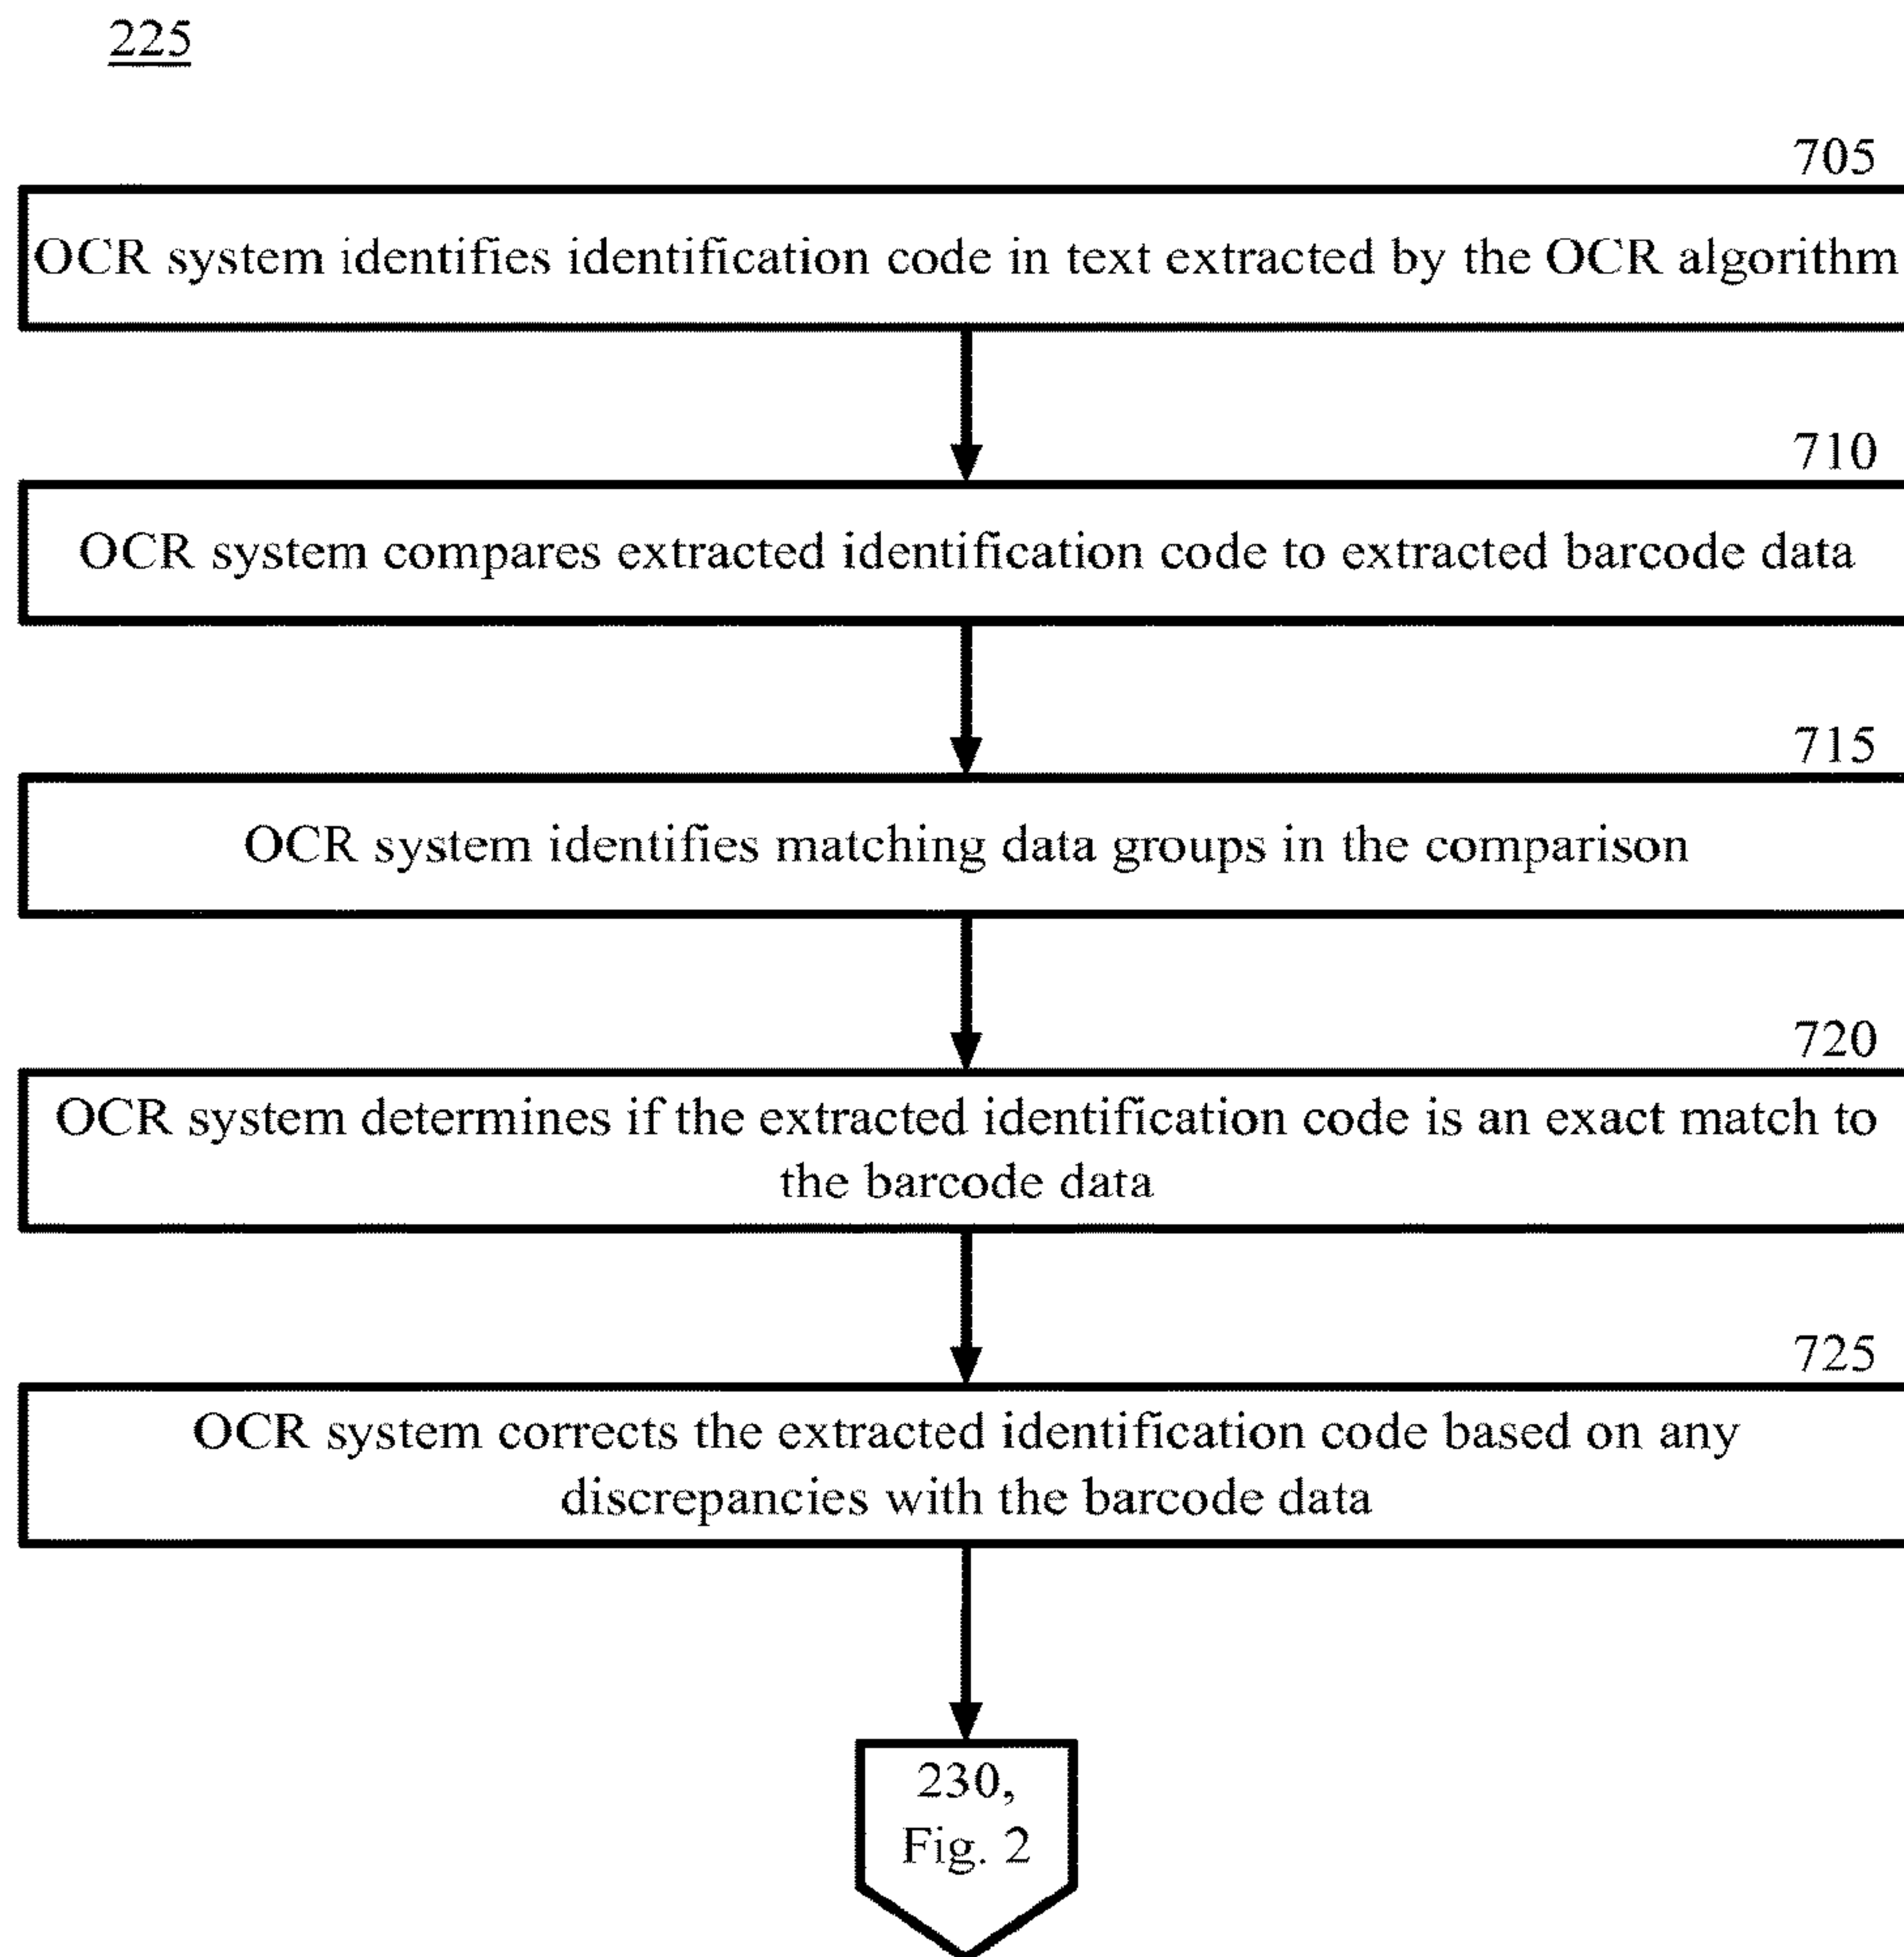 225
705
OCR system identifies identification code in text extracted by the OCR algorithm
710
OCR system compares extracted identification code to extracted barcode data
715
OCR system identifies matching data groups in the comparison
720
OCR system determines if the extracted identification code is an exact match to
the barcode data
725
OCR system corrects the extracted identification code based on any
discrepancies with the barcode data
230,
Fig. 2